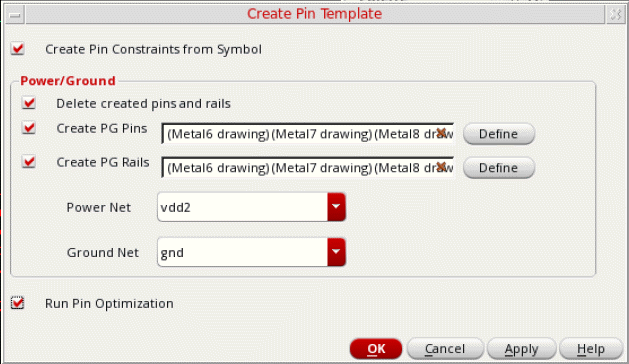 Create Pin Template
Create Pin Constraints from Symbol
Power/Ground
Delete created pins and rails
Create PG Pins (Metal6 drawing)(Metal7 drawing)(Metal8 draw Define
Create PG Rails (Metal6 drawing)(Metal7 drawing)(Metal8 draw Define
Power Net vdd2
Ground Net gnd
Run Pin Optimization
OK Cancel Apply Help